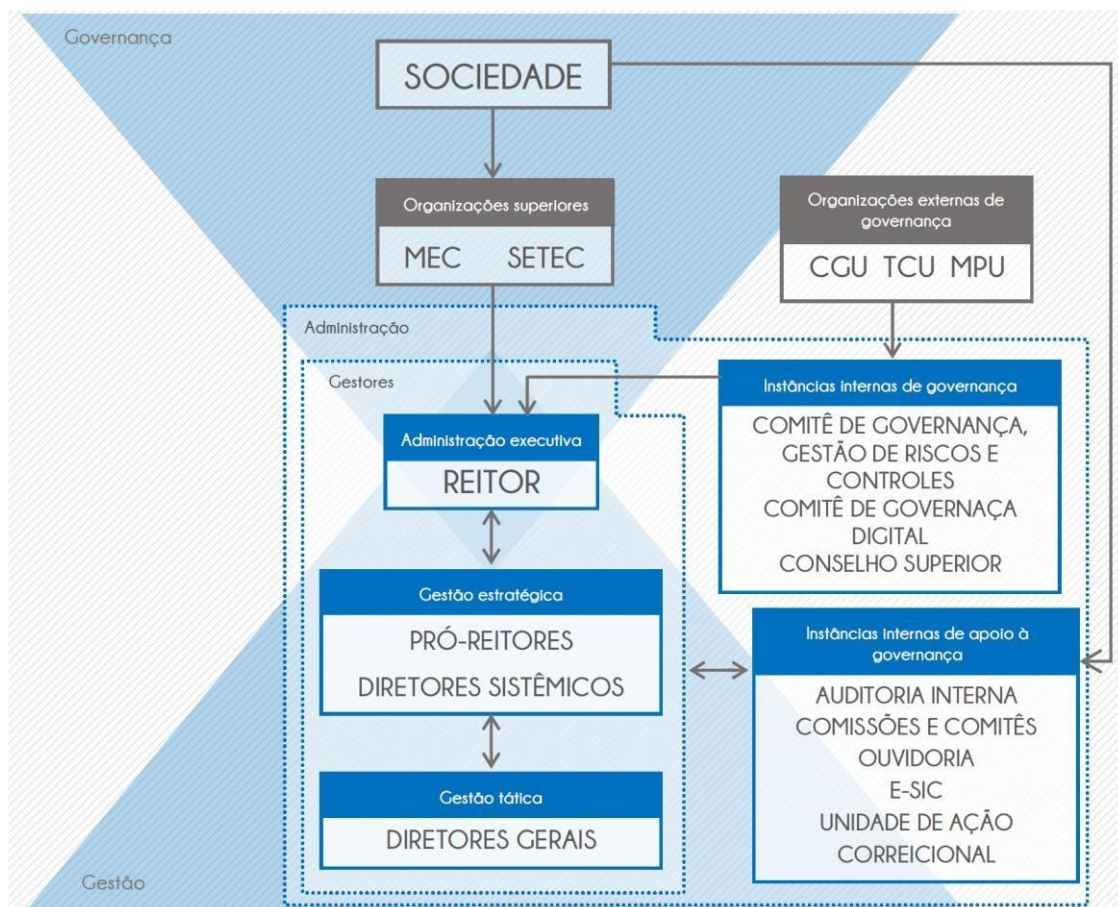 Governança
SOCIEDADE
Organizações superiores
MEC SETEC
Organizações externas de
governança
CGU TCU MPU
Administração
Gestores
Administração executiva
REITOR
Instâncias internas de governança
COMITÊ DE GOVERNANÇA,
GESTÃO DE RISCOS E
CONTROLES
COMITÊ DE GOVERNAÇA
DIGITAL
CONSELHO SUPERIOR
Gestão estratégica
PRÓ-REITORES
DIRETORES SISTÊMICOS
Instâncias internas de apoio à
governança
AUDITORIA INTERNA
COMISSÕES E COMITÊS
OUVIDORIA
E-SIC
UNIDADE DE AÇÃO
CORREICIONAL
Gestão tática
DIRETORES GERAIS
Gestão